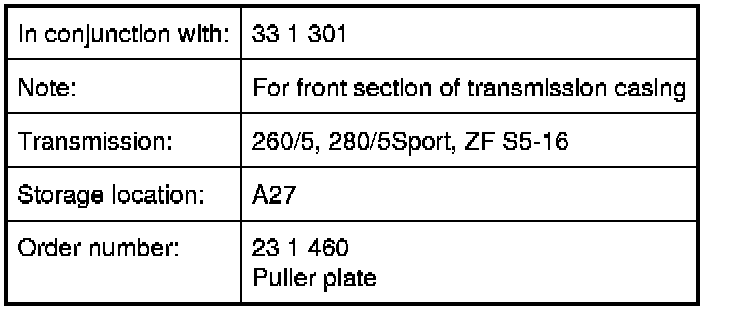 In conjunction with: 33 1 301
Note: For front section of transmission casing
Transmission: 260/5, 280/5Sport, ZF S5-16
Storage location: A27
Order number: 23 1 460
Puller plate